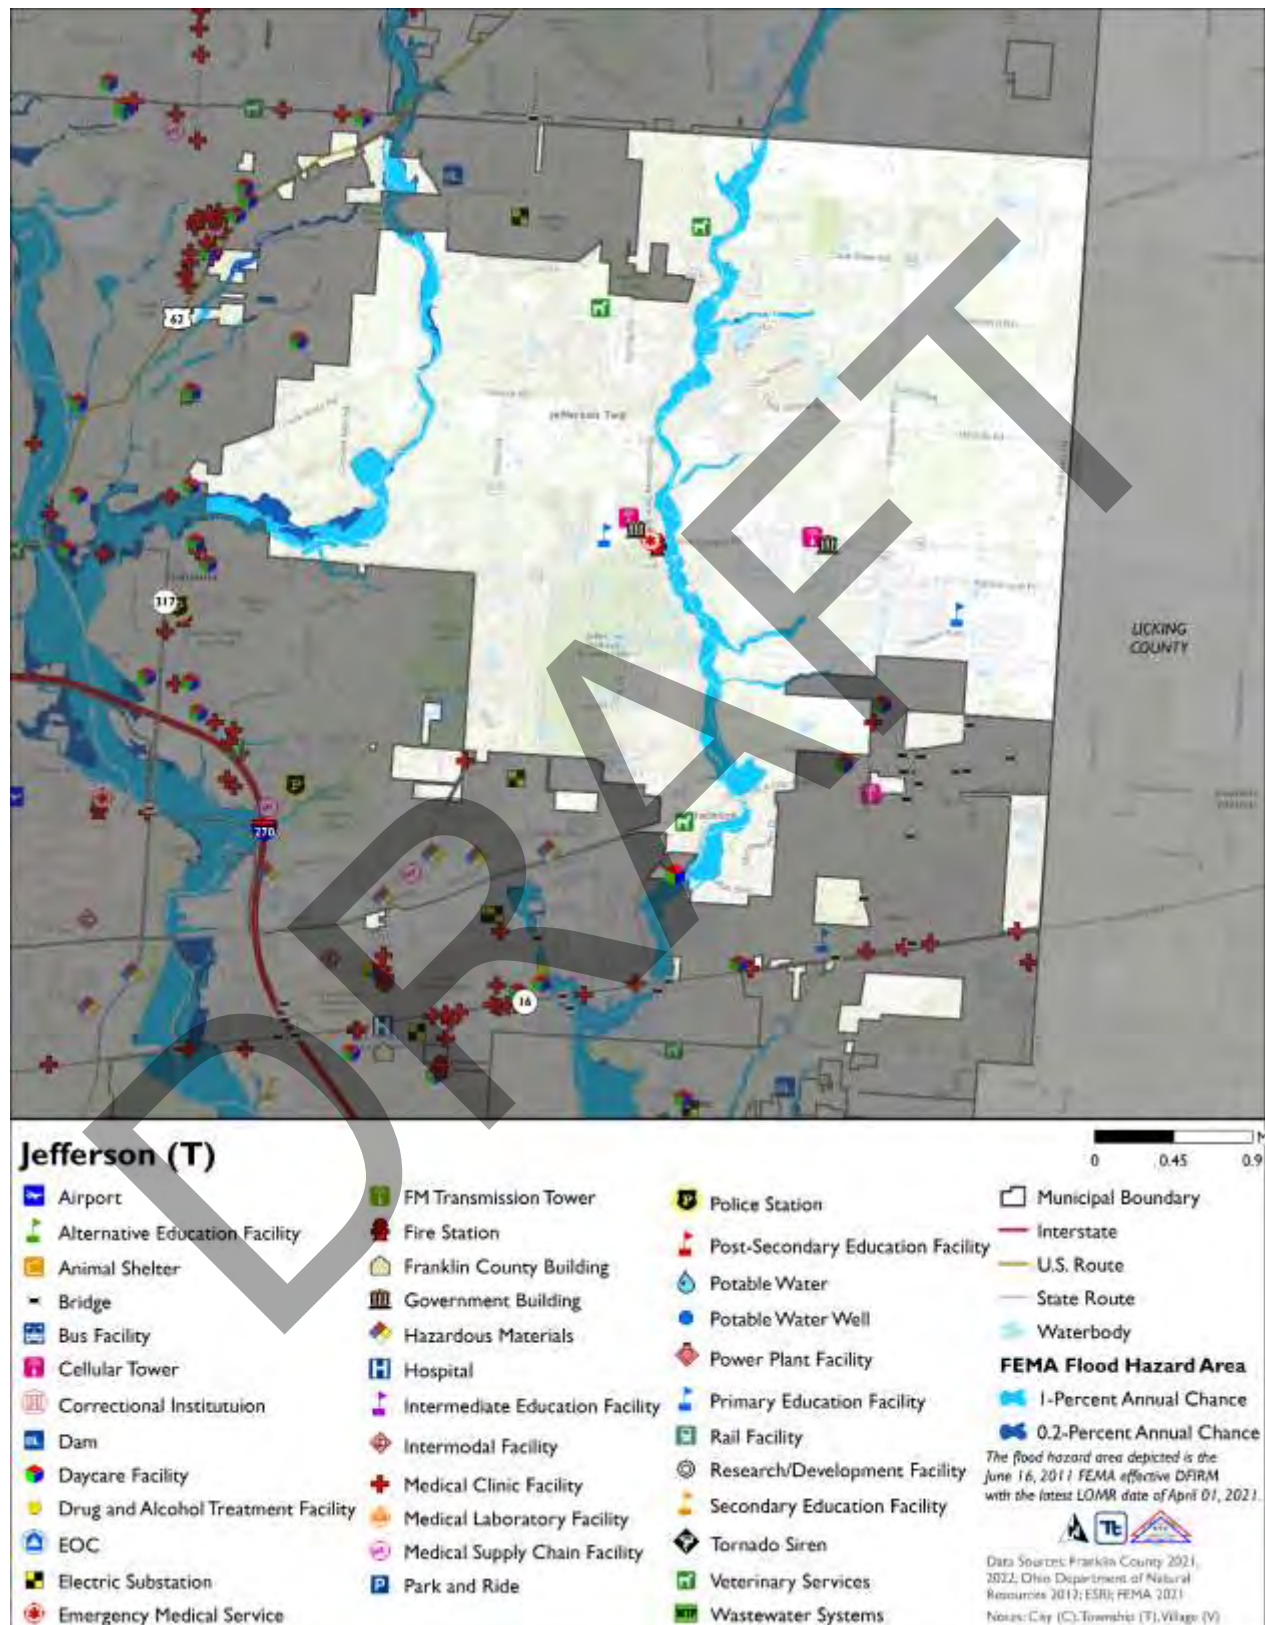 62
Jefferson Twp
317
LICKING
COUNTY
270
16
DRAFT
Jefferson (T)
0 0.45 0.9
Airport
Alternative Education Facility
Animal Shelter
Bridge
Bus Facility
Cellular Tower
Correctional Instituтuion
Dam
Daycare Facility
Drug and Alcohol Treatment Facility
EOC
Electric Substation
Emergency Medical Service
FM Transmission Tower
Fire Station
Franklin County Building
Government Building
Hazardous Materials
Hospital
Intermediate Education Facility
Intermodal Facility
Medical Clinic Facility
Medical Laboratory Facility
Medical Supply Chain Facility
Park and Ride
Police Station
Post-Secondary Education Facility
Potable Water
Potable Water Well
Power Plant Facility
Primary Education Facility
Rail Facility
Research/Development Facility
Secondary Education Facility
Tornado Siren
Veterinary Services
Wastewater Systems
Municipal Boundary
Interstate
U.S. Route
State Route
Waterbody
FEMA Flood Hazard Area
1-Percent Annual Chance
0.2-Percent Annual Chance
The flood hazard area depicted is the
June 16, 2011 FEMA effective DFIRM
with the latest LOMR date of April 01, 2021.
Data Sources: Franklin County 2021,
2022; Ohio Department of Natural
Resources 2012; ESRI; FEMA 2021
Notes: City (C), Township (T), Village (V)